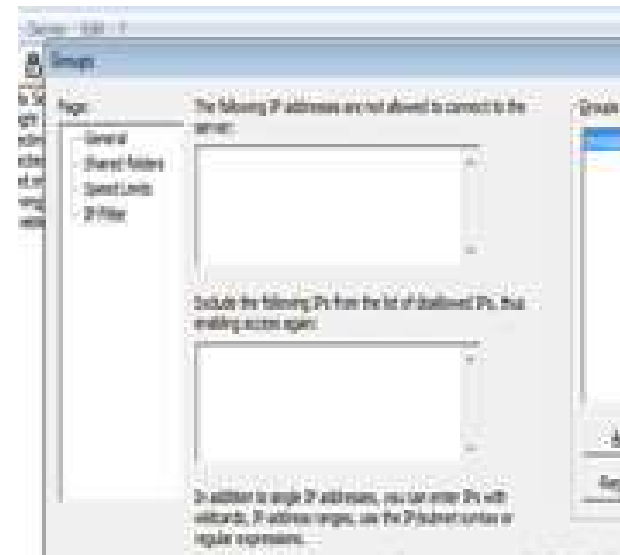 Server Edit ?
Groups
Page:
General
Shared folders
Speed Limits
IP Filter
The following IP addresses are not allowed to connect to the
server:
Exclude the following IPs from the list of disallowed IPs, thus
enabling access again:
In addition to single IP addresses, you can enter IPs with
wildcards, IP address ranges, use the IP/subnet syntax or
regular expressions.
Groups